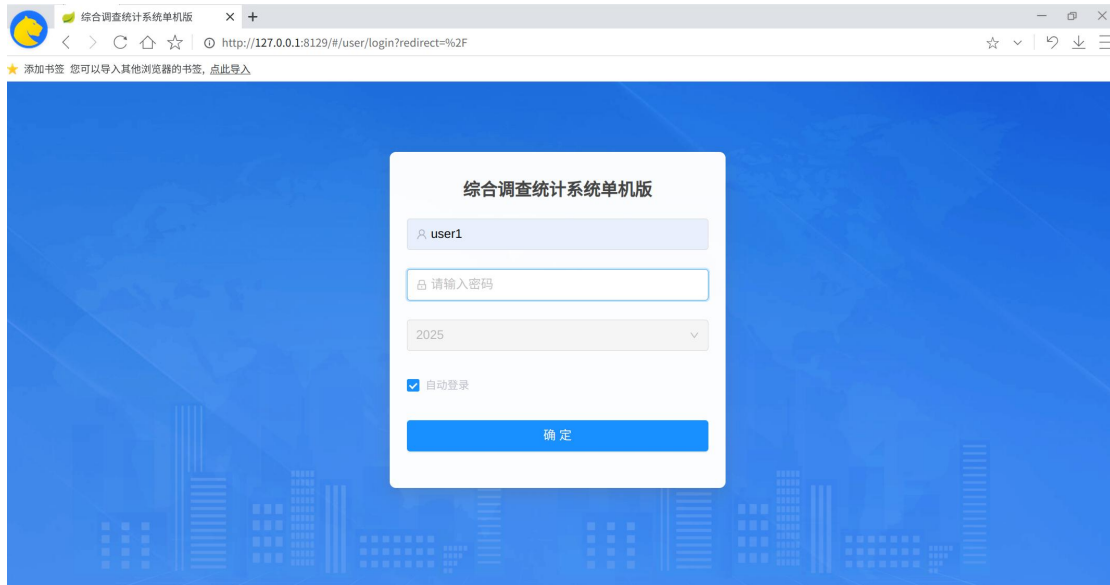 综合调查统计系统单机版
http://127.0.0.1:8129/#/user/login?redirect=%2F
添加书签 您可以导入其他浏览器的书签, 点此导入
综合调查统计系统单机版
user1
请输入密码
2025
自动登录
确 定